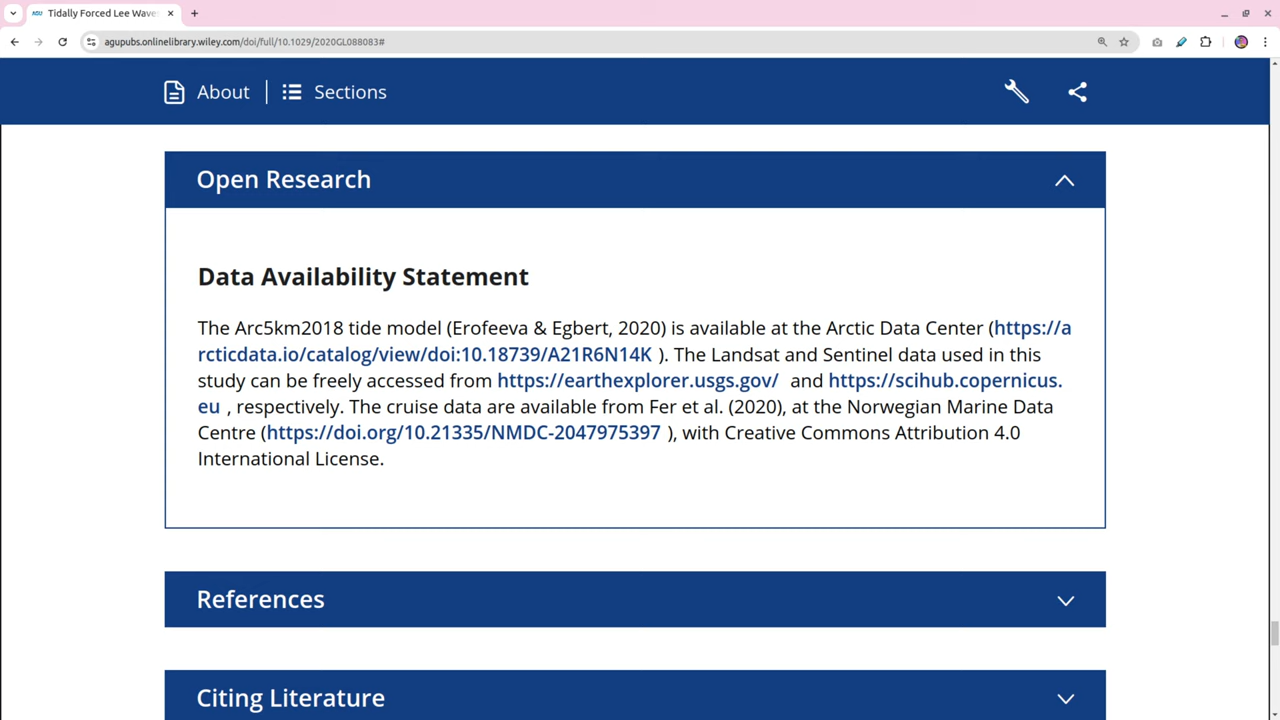 AGU Tidally Forced Lee Wave
agupubs.onlinelibrary.wiley.com/doi/full/10.1029/2020GL088083#
About | Sections
Open Research
Data Availability Statement
The Arc5km2018 tide model (Erofeeva & Egbert, 2020) is available at the Arctic Data Center (https://a
rcticdata.io/catalog/view/doi:10.18739/A21R6N14K ). The Landsat and Sentinel data used in this
study can be freely accessed from https://earthexplorer.usgs.gov/ and https://scihub.copernicus.
eu , respectively. The cruise data are available from Fer et al. (2020), at the Norwegian Marine Data
Centre (https://doi.org/10.21335/NMDC-2047975397 ), with Creative Commons Attribution 4.0
International License.
References
Citing Literature